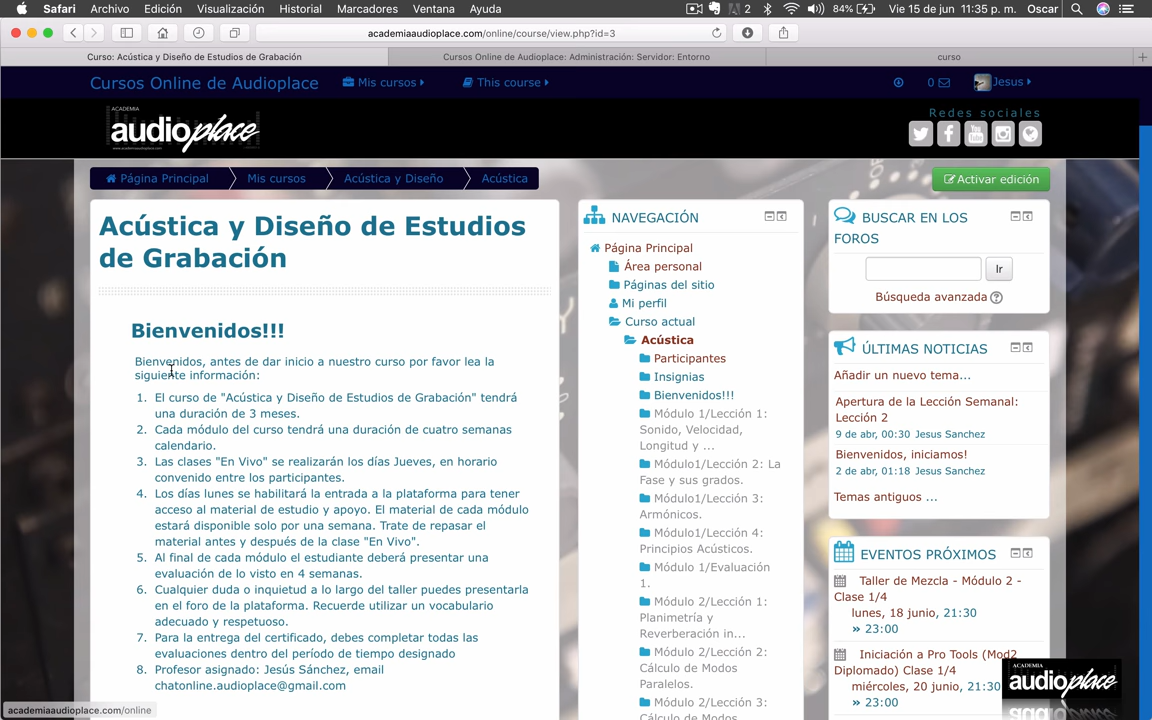 Safari Archivo Edición Visualización Historial Marcadores Ventana Ayuda 2 84% Vie 15 de jun 11:35 p. m. Oscar
academiaaudioplace.com/online/course/view.php?id=3
Curso: Acústica y Diseño de Estudios de Grabación
Cursos Online de Audioplace: Administración: Servidor: Entorno
curso
Cursos Online de Audioplace Mis cursos This course 0 Jesus
ACADEMIA
audioplace
Redes sociales
Página Principal Mis cursos Acústica y Diseño Acústica
Activar edición
Acústica y Diseño de Estudios
de Grabación
Bienvenidos!!!
Bienvenidos, antes de dar inicio a nuestro curso por favor lea la
siguiente información:
1. El curso de "Acústica y Diseño de Estudios de Grabación" tendrá
una duración de 3 meses.
2. Cada módulo del curso tendrá una duración de cuatro semanas
calendario.
3. Las clases "En Vivo" se realizarán los días Jueves, en horario
convenido entre los participantes.
4. Los días lunes se habilitará la entrada a la plataforma para tener
acceso al material de estudio y apoyo. El material de cada módulo
estará disponible solo por una semana. Trate de repasar el
material antes y después de la clase "En Vivo".
5. Al final de cada módulo el estudiante deberá presentar una
evaluación de lo visto en 4 semanas.
6. Cualquier duda o inquietud a lo largo del taller puedes presentarla
en el foro de la plataforma. Recuerde utilizar un vocabulario
adecuado y respetuoso.
7. Para la entrega del certificado, debes completar todas las
evaluaciones dentro del período de tiempo designado
8. Profesor asignado: Jesús Sánchez, email
chatonline.audioplace@gmail.com
academiaaudioplace.com/online
NAVEGACIÓN
Página Principal
Área personal
Páginas del sitio
Mi perfil
Curso actual
Acústica
Participantes
Insignias
Bienvenidos!!!
Módulo 1/Lección 1:
Sonido, Velocidad,
Longitud y ...
Módulo1/Lección 2: La
Fase y sus grados.
Módulo1/Lección 3:
Armónicos.
Módulo1/Lección 4:
Principios Acústicos.
Módulo 1/Evaluación
1.
Módulo 2/Lección 1:
Planimetría y
Reverberación in...
Módulo 2/Lección 2:
Cálculo de Modos
Paralelos.
Módulo 2/Lección 3:
Cálculo de Modos
BUSCAR EN LOS
FOROS
Ir
Búsqueda avanzada
ÚLTIMAS NOTICIAS
Añadir un nuevo tema...
Apertura de la Lección Semanal:
Lección 2
9 de abr, 00:30 Jesus Sanchez
Bienvenidos, iniciamos!
2 de abr, 01:18 Jesus Sanchez
Temas antiguos ...
EVENTOS PRÓXIMOS
Taller de Mezcla - Módulo 2 -
Clase 1/4
lunes, 18 junio, 21:30
» 23:00
Iniciación a Pro Tools (Mod2
Diplomado) Clase 1/4
miércoles, 20 junio, 21:30
» 23:00
ACADEMIA
audioplace